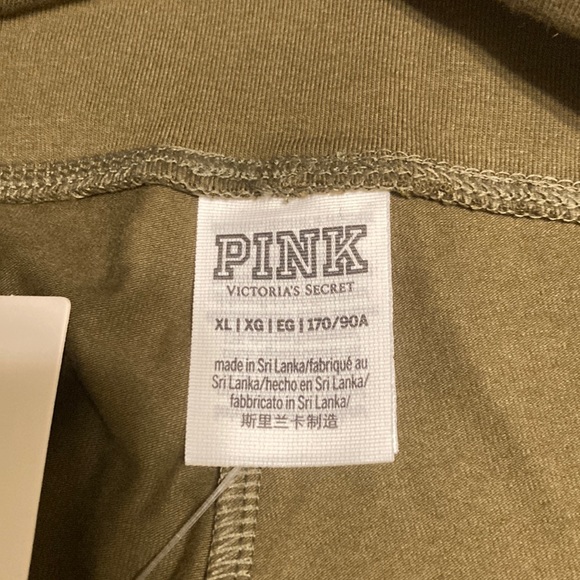 PINK
VICTORIA'S SECRET
XL | XG | EG | 170/90A
made in Sri Lanka/fabriqué au
Sri Lanka/hecho en Sri Lanka/
fabbricato in Sri Lanka/
斯里兰卡制造